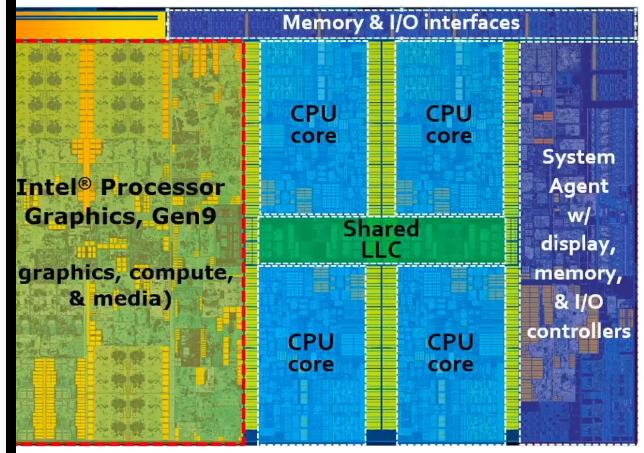 Memory & I/O interfaces
CPU
core
CPU
core
System
Agent
w/
display,
memory,
& I/O
controllers
Intel® Processor
Graphics, Gen9
graphics, compute,
& media)
Shared
LLC
CPU
core
CPU
core